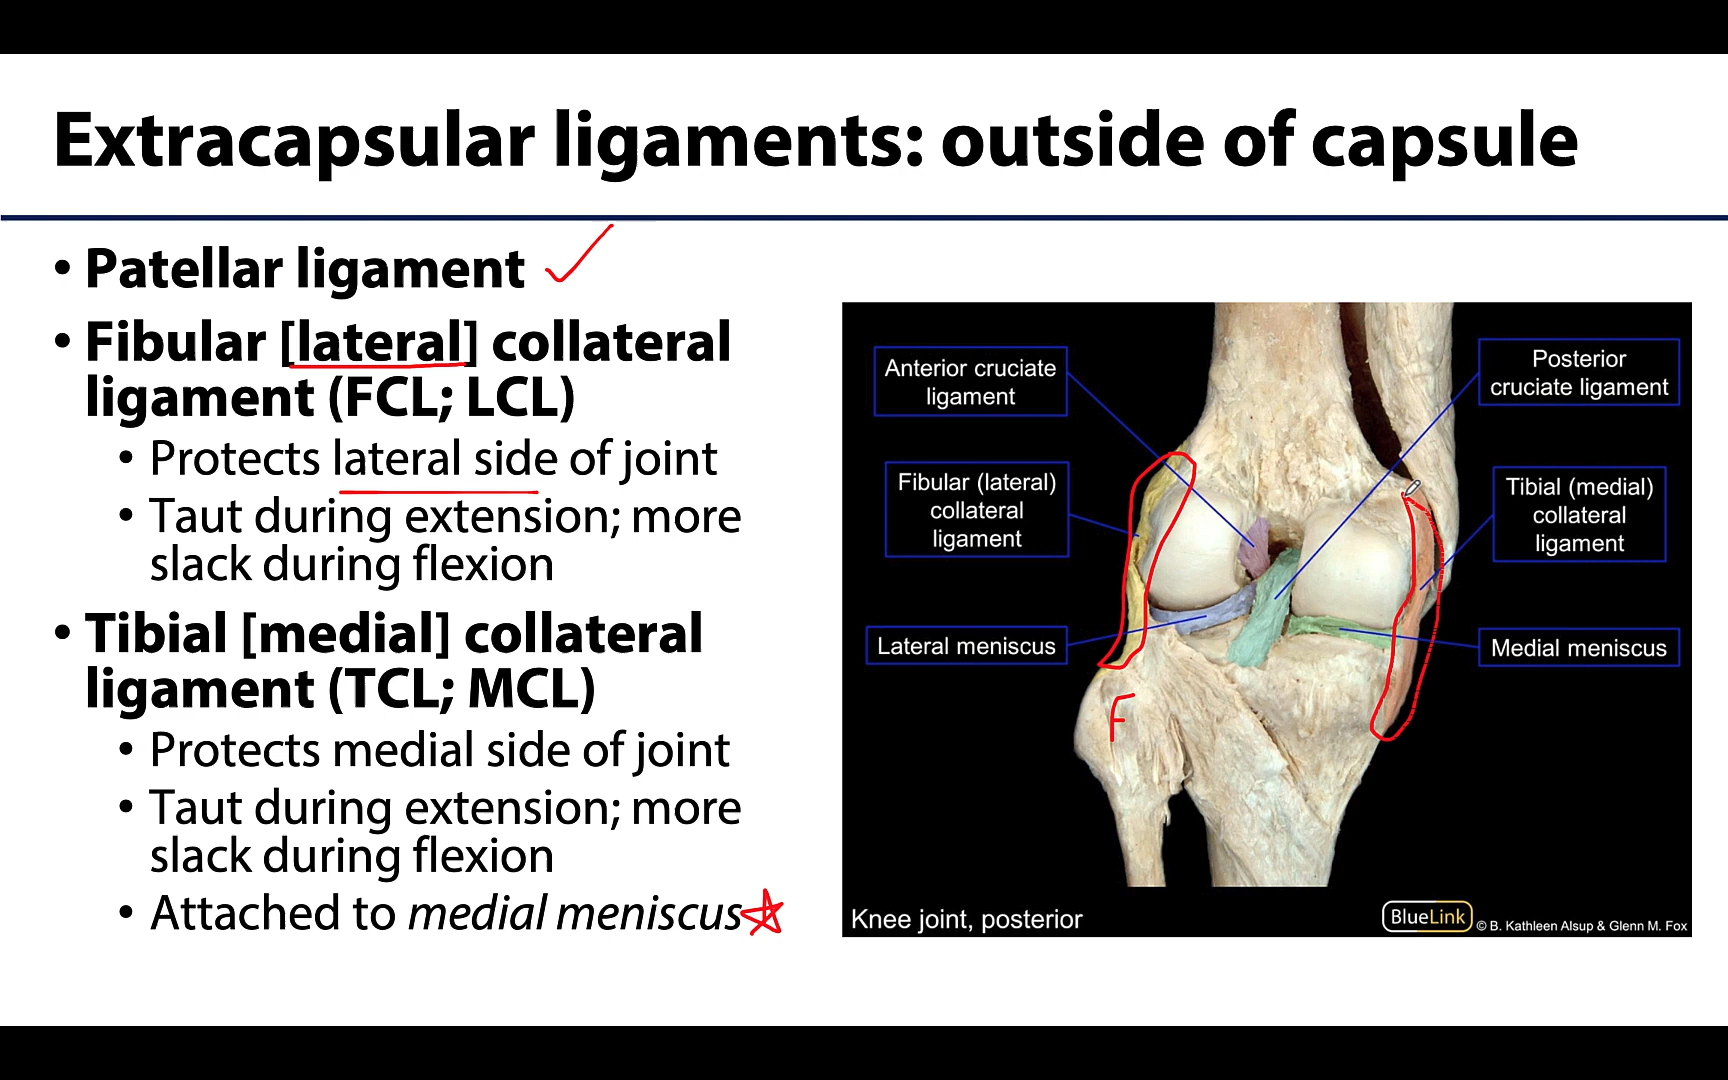 Extracapsular ligaments: outside of capsule
• Patellar ligament
• Fibular [lateral] collateral
ligament (FCL; LCL)
• Protects lateral side of joint
• Taut during extension; more
slack during flexion
• Tibial [medial] collateral
ligament (TCL; MCL)
• Protects medial side of joint
• Taut during extension; more
slack during flexion
• Attached to medial meniscus
Anterior cruciate
ligament
Fibular (lateral)
collateral
ligament
Lateral meniscus
F
Posterior
cruciate ligament
Tibial (medial)
collateral
ligament
Medial meniscus
Knee joint, posterior
BlueLink
© B. Kathleen Alsup & Glenn M. Fox